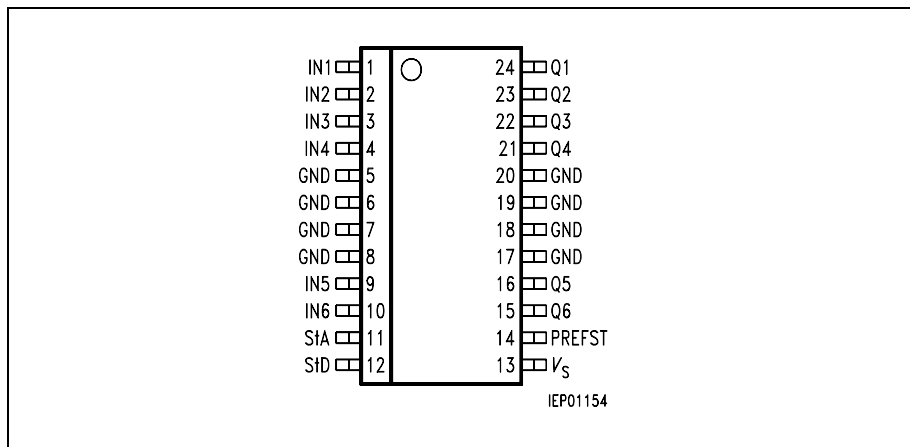 IN1 1 24 Q1
IN2 2 23 Q2
IN3 3 22 Q3
IN4 4 21 Q4
GND 5 20 GND
GND 6 19 GND
GND 7 18 GND
GND 8 17 GND
IN5 9 16 Q5
IN6 10 15 Q6
StA 11 14 PREFST
StD 12 13 VS
IEP01154